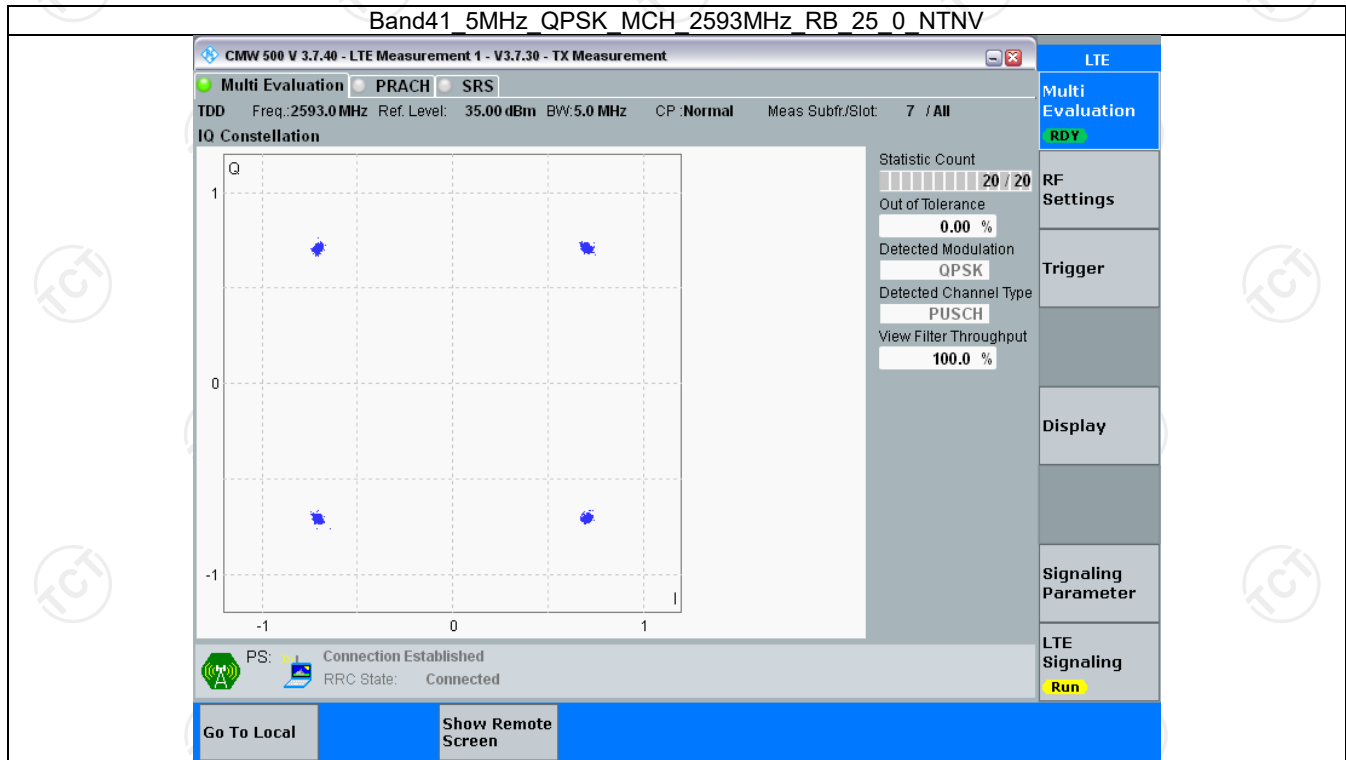 Band41_5MHz_QPSK_MCH_2593MHz_RB_25_0_NTNV
CMW 500 V 3.7.40 - LTE Measurement 1 - V3.7.30 - TX Measurement
LTE
Multi Evaluation PRACH SRS
Multi
Evaluation
RDY
TDD Freq.:2593.0 MHz Ref. Level: 35.00 dBm BW:5.0 MHz CP :Normal Meas Subfr./Slot: 7 / All
IQ Constellation
Q
1
0
-1
I
-1 0 1
Statistic Count
20 / 20
Out of Tolerance
0.00 %
Detected Modulation
QPSK
Detected Channel Type
PUSCH
View Filter Throughput
100.0 %
RF
Settings
Trigger
Display
Signaling
Parameter
LTE
Signaling
Run
PS: Connection Established
RRC State: Connected
Go To Local
Show Remote
Screen
TCT
TCT
TCT
TCT